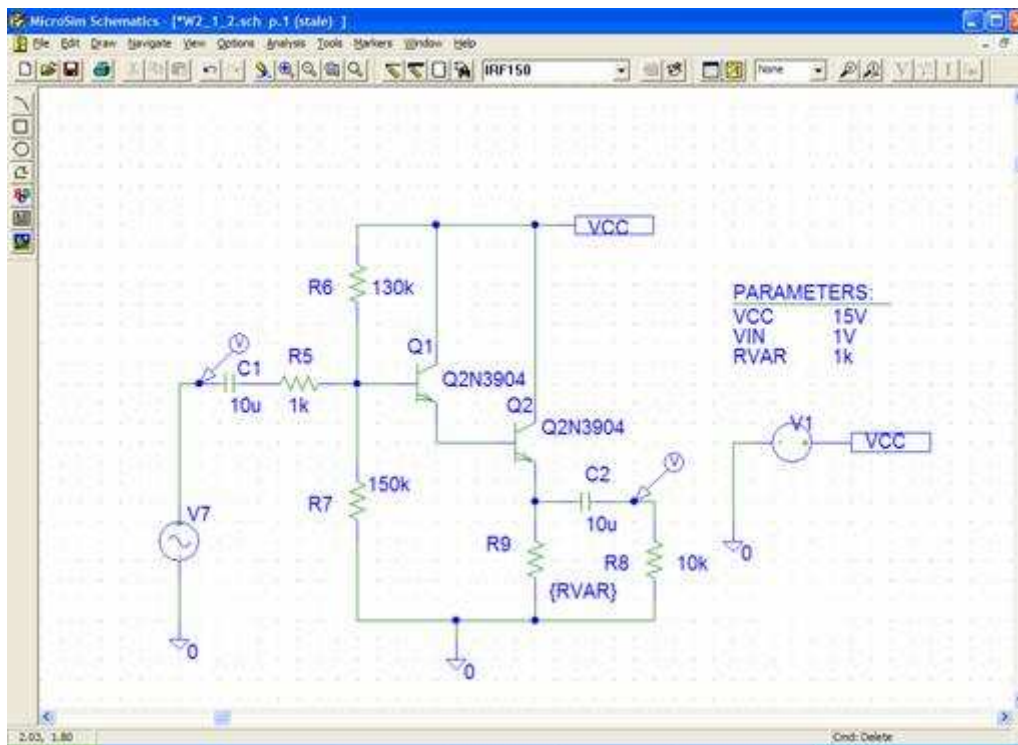 MicroSim Schematics - [*W2_1_2.sch p.1 (stale) ]
File Edit Draw Navigate View Options Analysis Tools Markers Window Help
IRF150 None
VCC
R6 130k
PARAMETERS:
VCC 15V
VIN 1V
RVAR 1k
V
C1 R5
10u 1k
Q1
Q2N3904
Q2
Q2N3904
V1
VCC
V
C2
10u
R7 150k
V7
R9
{RVAR}
R8 10k
0
0
0
2.03, 1.80 Cmd: Delete